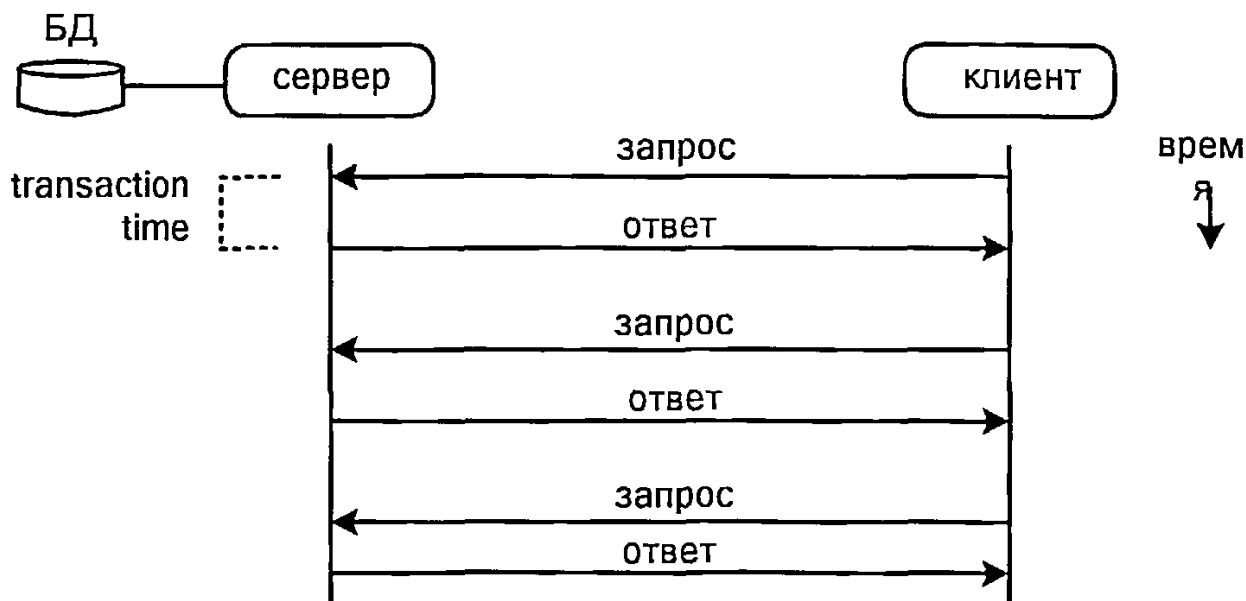 БД
сервер
клиент
запрос
врем
я
transaction
time
ответ
запрос
ответ
запрос
ответ